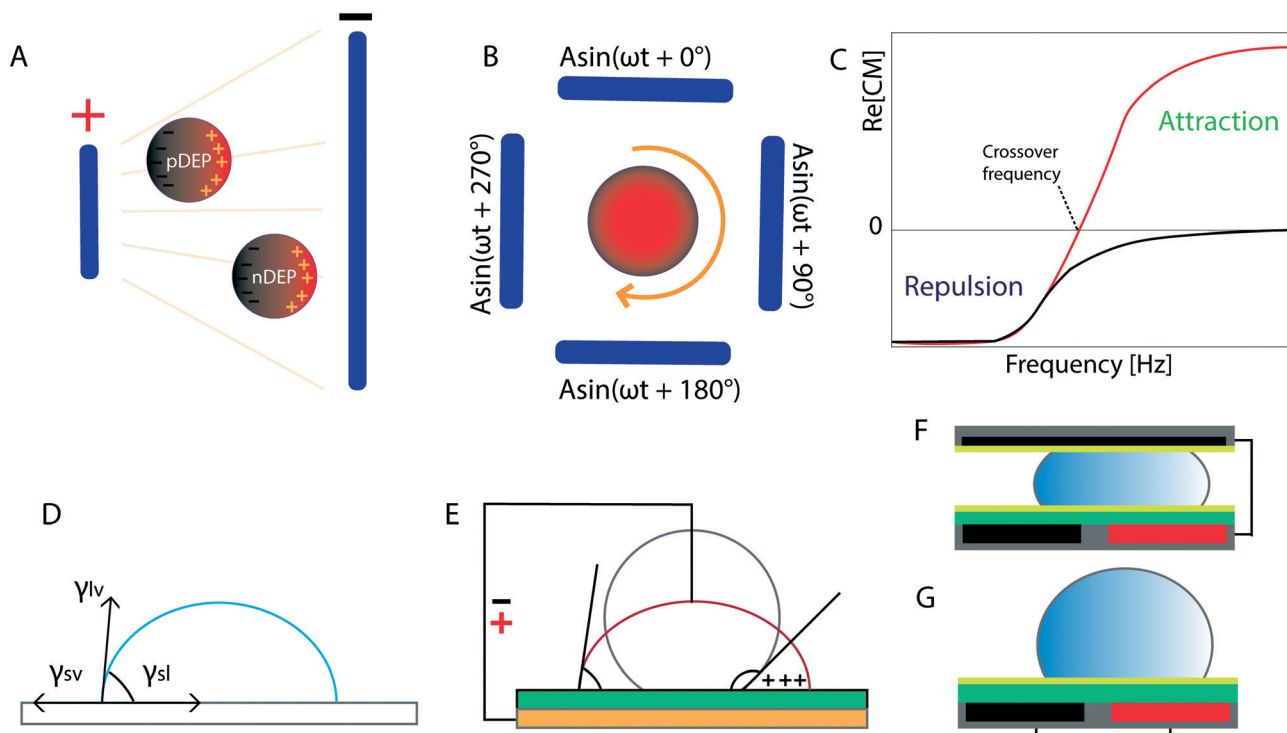 A
+
−
− − − − −
pDEP
+ + + + + +
− − − − −
nDEP
+ + + + + +
B
Asin(ωt + 0°)
Asin(ωt + 270°)
Asin(ωt + 90°)
Asin(ωt + 180°)
C
Re[CM]
Attraction
Crossover
frequency
0
Repulsion
Frequency [Hz]
D
γlv
γsv
γsl
E
−
+
+++
F
G